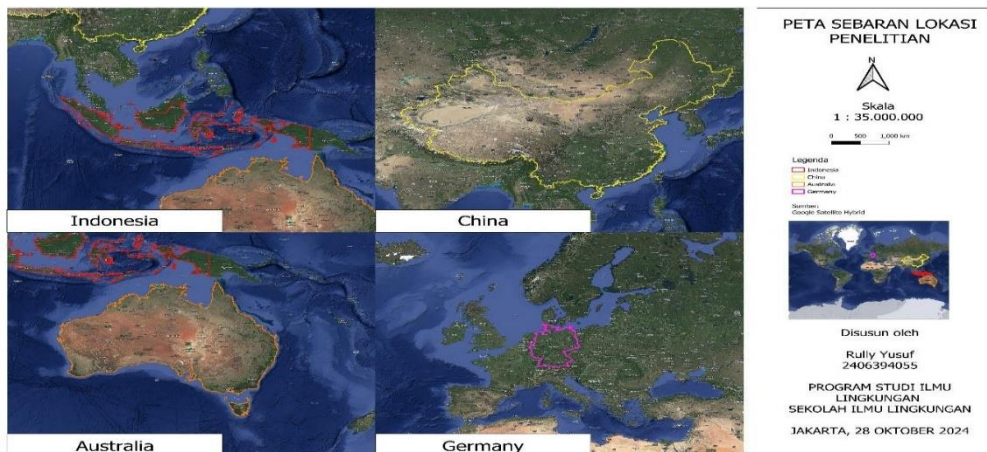 Indonesia
China
Australia
Germany
PETA SEBARAN LOKASI
PENELITIAN
N
Skala
1 : 35.000.000
0 500 1,000 km
Legenda
Indonesia
China
Australia
Germany
Sumber:
Google Satellite Hybrid
Disusun oleh
Rully Yusuf
2406394055
PROGRAM STUDI ILMU
LINGKUNGAN
SEKOLAH ILMU LINGKUNGAN
JAKARTA, 28 OKTOBER 2024